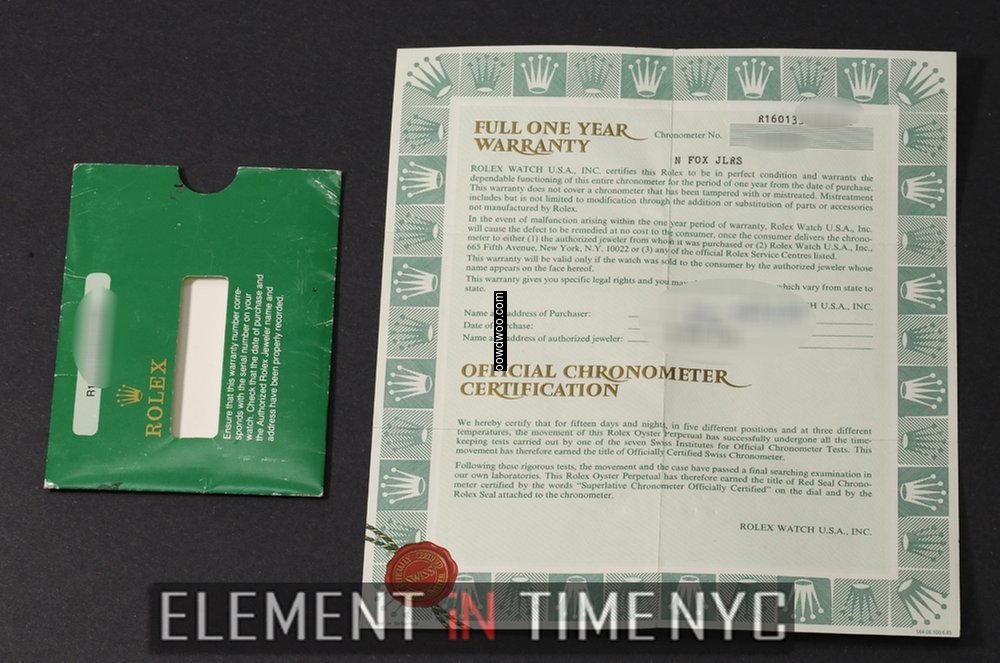 R1
ROLEX
Ensure that this warranty number corre-
sponds with the serial number on your
watch. Check that the date of purchase and
the Authorized Rolex Jeweler name and
address have been properly recorded.
FULL ONE YEAR
WARRANTY
Chronometer No.
R16013
N FOX JLRS
ROLEX WATCH U.S.A., INC. certifies this Rolex to be in perfect condition and warrants the
dependable functioning of this entire chronometer for the period of one year from the date of purchase.
This warranty does not cover a chronometer that has been tampered with or mistreated. Mistreatment
includes but is not limited to modification through the addition or substitution of parts or accessories
not manufactured by Rolex.
In the event of malfunction arising within the one year period of warranty, Rolex Watch U.S.A., Inc.
will cause the defect to be remedied at no cost to the consumer, once the consumer delivers the chrono-
meter to either (1) the authorized jeweler from whom it was purchased or (2) Rolex Watch U.S.A., Inc.,
665 Fifth Avenue, New York, N.Y. 10022 or (3) any of the official Rolex Service Centres listed.
This warranty will be valid only if the watch was sold to the consumer by the authorized jeweler whose
name appears on the face hereof.
This warranty gives you specific legal rights and you may which vary from state to
state.
H U.S.A., INC.
Name address of Purchaser:
Date of
Name a address of authorized jeweler:
powdwoo.com
OFFICIAL CHRONOMETER
CERTIFICATION
We hereby certify that for fifteen days and nights, in five different positions and at three different
temperatures, the movement of this Rolex Oyster Perpetual has successfully undergone all the time-
keeping tests carried out by one of the seven Swiss Institutes for Official Chronometer Tests. This
movement has therefore earned the title of Officially Certified Swiss Chronometer.
Following these rigorous tests, the movement and the case have passed a final searching examination in
our own laboratories. This Rolex Oyster Perpetual has therefore earned the title of Red Seal Chrono-
meter certified by the words "Superlative Chronometer Officially Certified" on the dial and by the
Rolex Seal attached to the chronometer.
ROLEX WATCH U.S.A., INC.
SWISS
564.06.100.6.85
ELEMENT iN TIME NYC